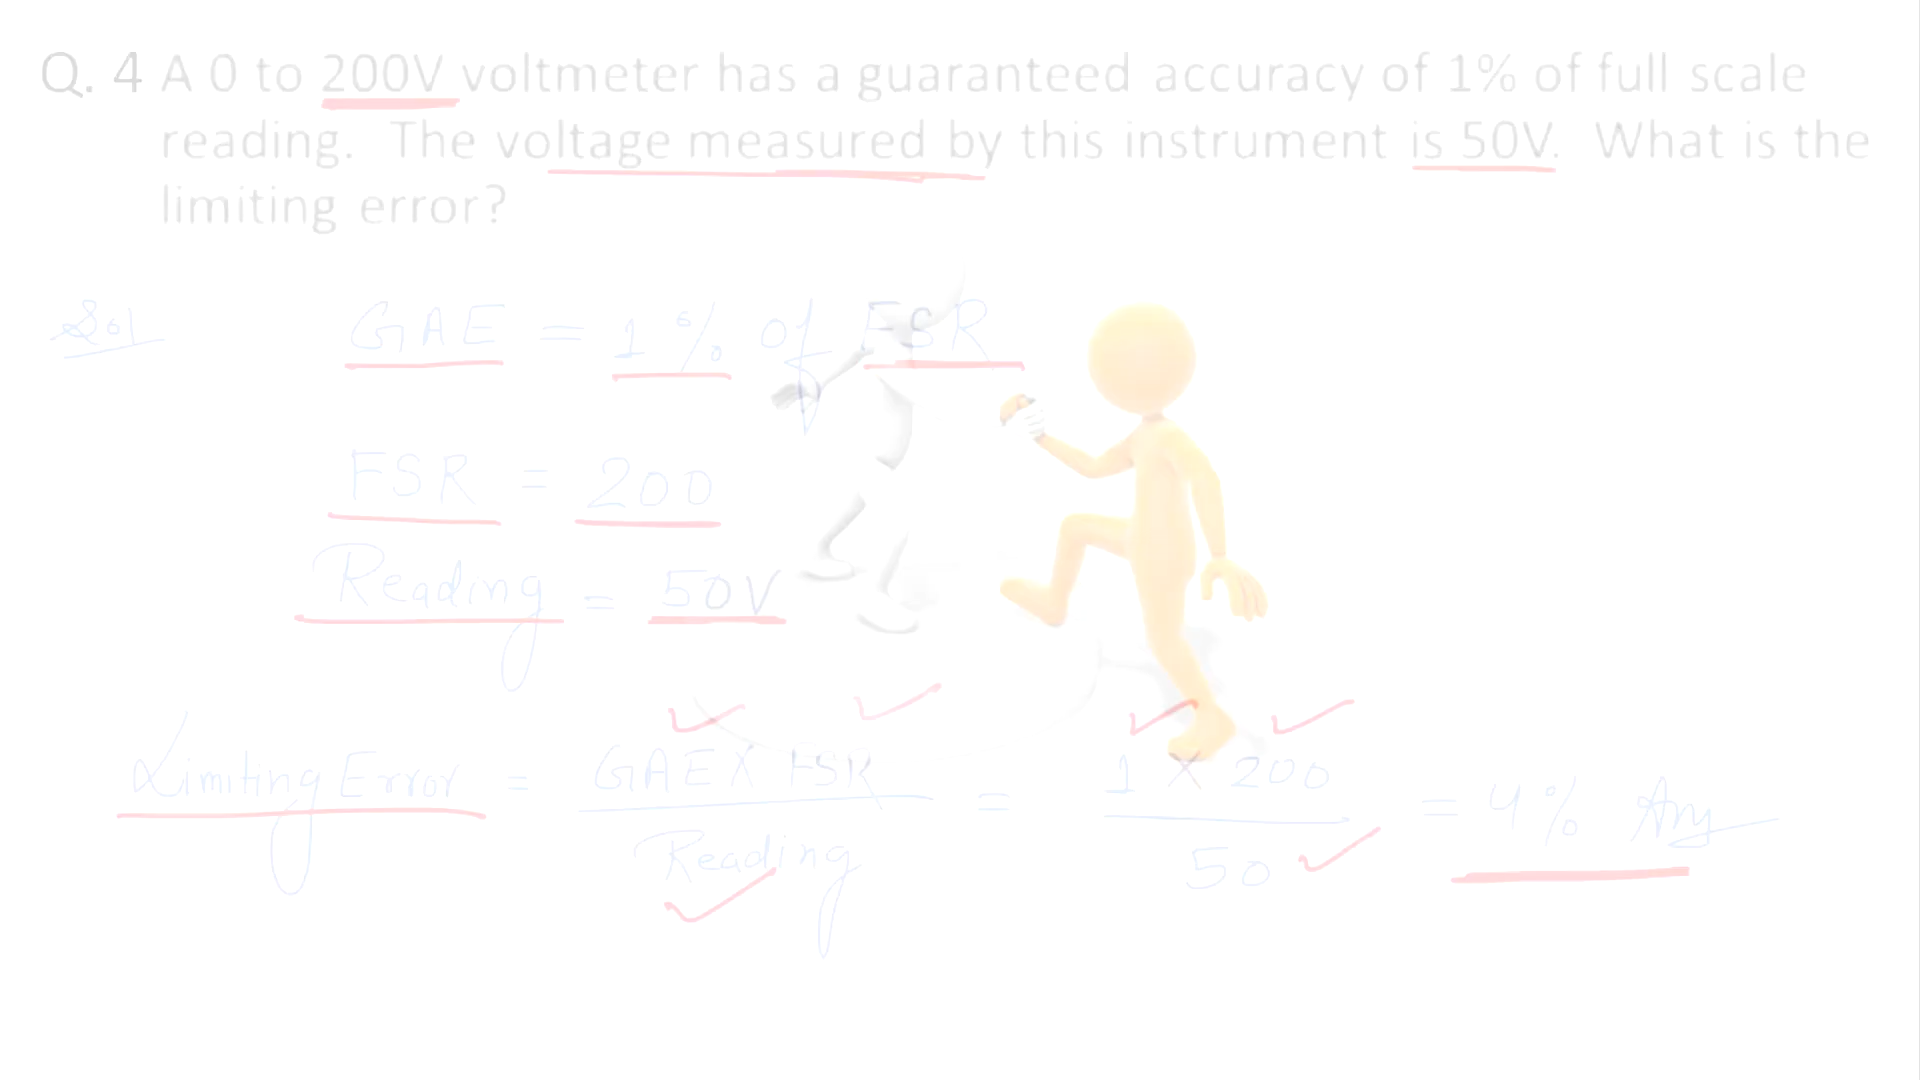 Q. 4 A 0 to 200V voltmeter has a guaranteed accuracy of 1% of full scale
reading. The voltage measured by this instrument is 50V. What is the
limiting error?
Sol GAE = 1% of FSR
FSR = 200
Reading = 50V
Limiting Error = GAE X FSR / Reading = 1 X 200 / 50 = 4% Ans